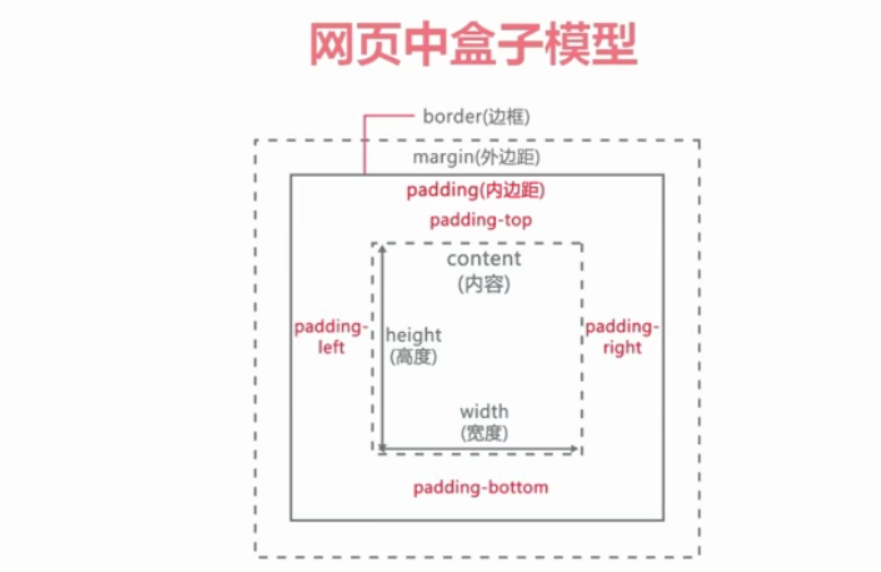 网页中盒子模型
border(边框)
margin(外边距)
padding(内边距)
padding-top
content
(内容)
padding-
left
height
(高度)
padding-
right
width
(宽度)
padding-bottom